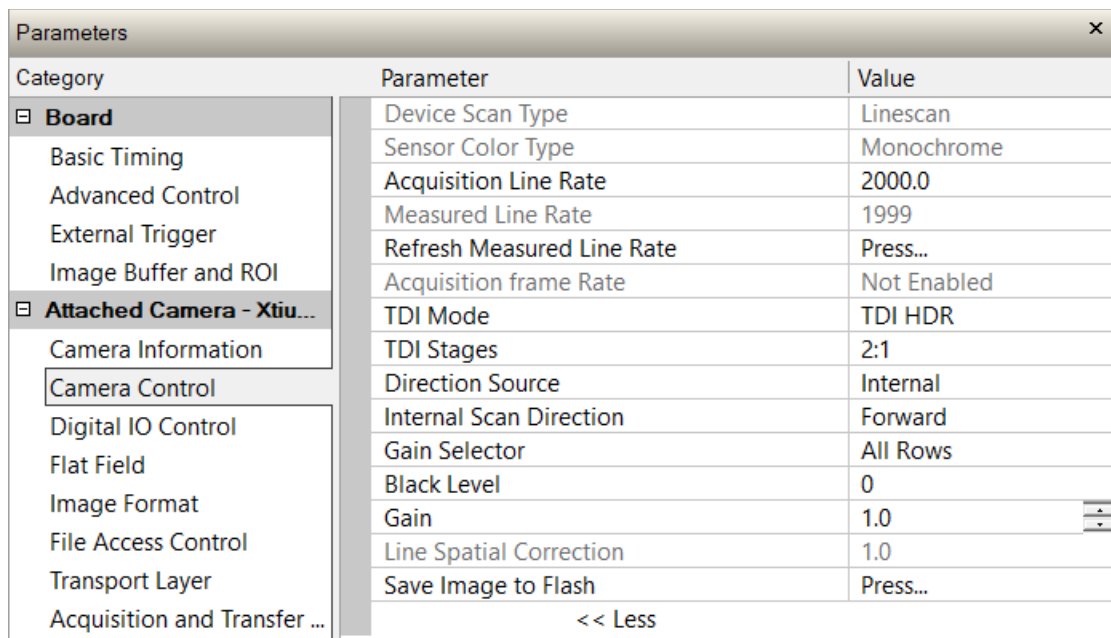 Parameters
Category Parameter Value
Board Device Scan Type Linescan
Basic Timing Sensor Color Type Monochrome
Advanced Control Acquisition Line Rate 2000.0
External Trigger Measured Line Rate 1999
Image Buffer and ROI Refresh Measured Line Rate Press...
Attached Camera - Xtiu... Acquisition frame Rate Not Enabled
Camera Information TDI Mode TDI HDR
Camera Control TDI Stages 2:1
Digital IO Control Direction Source Internal
Flat Field Internal Scan Direction Forward
Image Format Gain Selector All Rows
File Access Control Black Level 0
Transport Layer Gain 1.0
Acquisition and Transfer ... Line Spatial Correction 1.0
Save Image to Flash Press...
<< Less